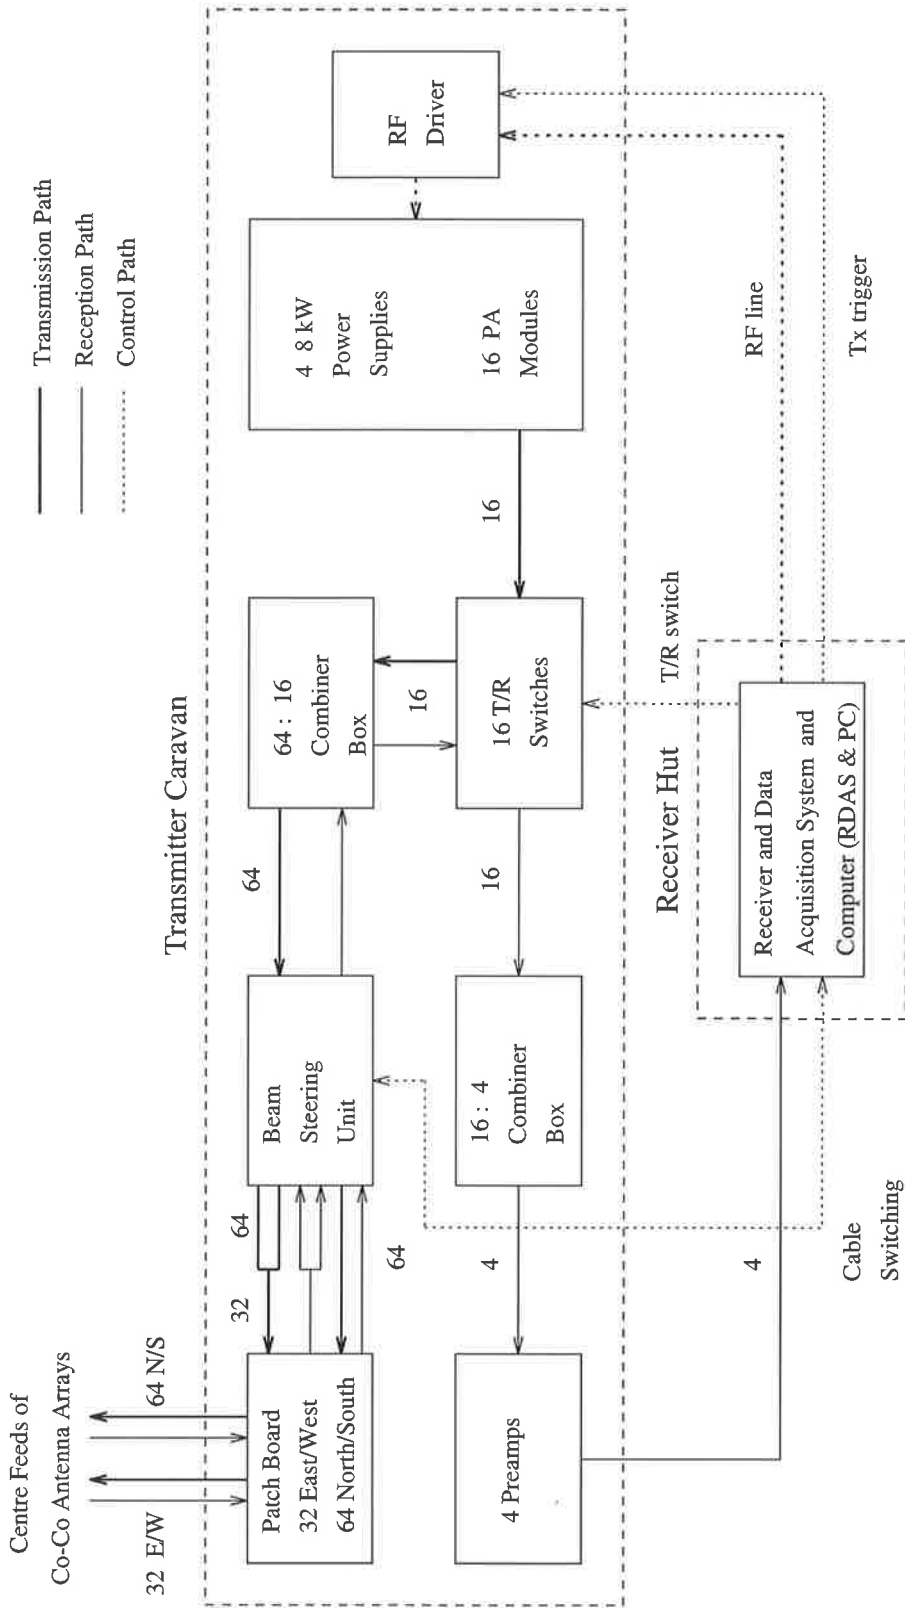 Transmission Path
Reception Path
Control Path
Transmitter Caravan
Centre Feeds of
Co-Co Antenna Arrays
32 E/W
64 N/S
Patch Board
32 East/West
64 North/South
32
64
64
Beam
Steering
Unit
64
64 : 16
Combiner
Box
16
4 8 kW
Power
Supplies
16 PA
Modules
RF
Driver
4 Preamps
4
16 : 4
Combiner
Box
16
16 T/R
Switches
16
Receiver Hut
T/R switch
RF line
Tx trigger
4
Cable
Switching
Receiver and Data
Acquisition System and
Computer (RDAS & PC)